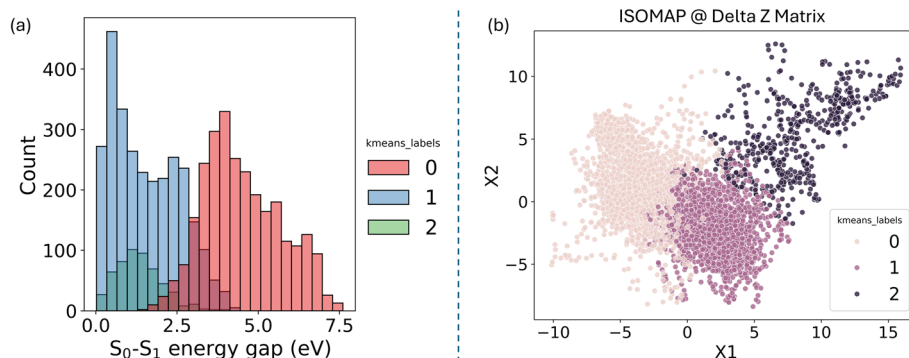 (a)
400
300
200
100
0
Count
0.0 2.5 5.0 7.5
S₀-S₁ energy gap (eV)
kmeans_labels
0
1
2
(b)
ISOMAP @ Delta Z Matrix
10
5
0
−5
X2
−10 −5 0 5 10 15
X1
kmeans_labels
0
1
2